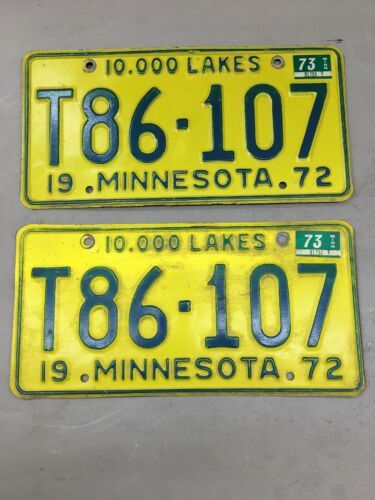 10.000 LAKES
73
T86·107
19 MINNESOTA 72
10.000 LAKES
73
T86·107
19 MINNESOTA 72